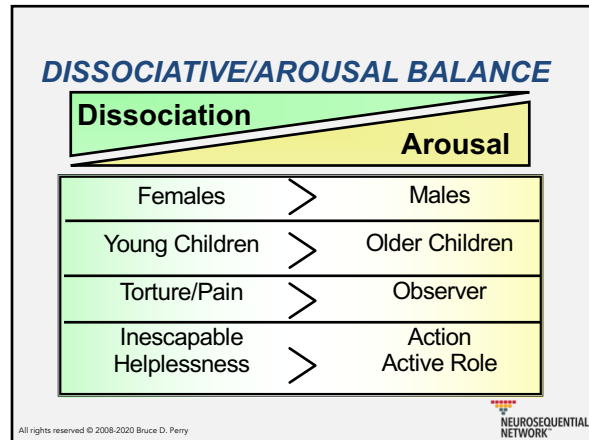 DISSOCIATIVE/AROUSAL BALANCE
Dissociation
Arousal
Females > Males
Young Children > Older Children
Torture/Pain > Observer
Inescapable Helplessness > Action Active Role
All rights reserved © 2008-2020 Bruce D. Perry
NEUROSEQUENTIAL
NETWORK™